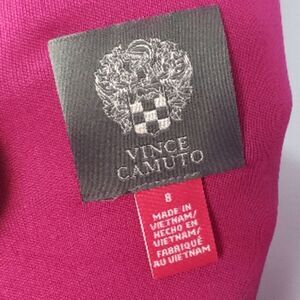 VINCE
CAMUTO
8
MADE IN
VIETNAM/
HECHO EN
VIETNAM/
FABRIQUÉ
AU VIETNAM